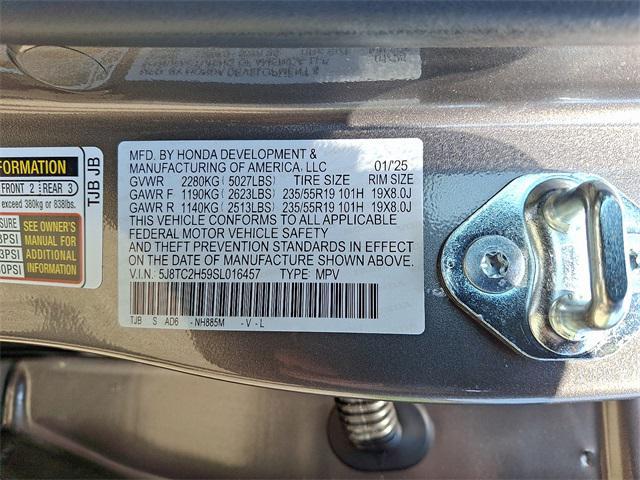 MFD. BY HONDA DEVELOPMENT &
MANUFACTURING OF AMERICA, LLC 01/'25
GVWR 2280KG ( 5027LBS) TIRE SIZE RIM SIZE
GAWR F 1190KG ( 2623LBS) 235/55R19 101H 19X8.0J
GAWR R 1140KG ( 2513LBS) 235/55R19 101H 19X8.0J
THIS VEHICLE CONFORMS TO ALL APPLICABLE
FEDERAL MOTOR VEHICLE SAFETY
AND THEFT PREVENTION STANDARDS IN EFFECT
ON THE DATE OF MANUFACTURE SHOWN ABOVE.
V.I.N. 5J8TC2H59SL016457 TYPE: MPV
TJB S AD6 - NH885M - V - L
FORMATION
FRONT 2 REAR 3
exceed 380kg or 838lbs.
SURE
PSI
3PSI
0PSI
SEE OWNER'S
MANUAL FOR
ADDITIONAL
INFORMATION
TJB JB